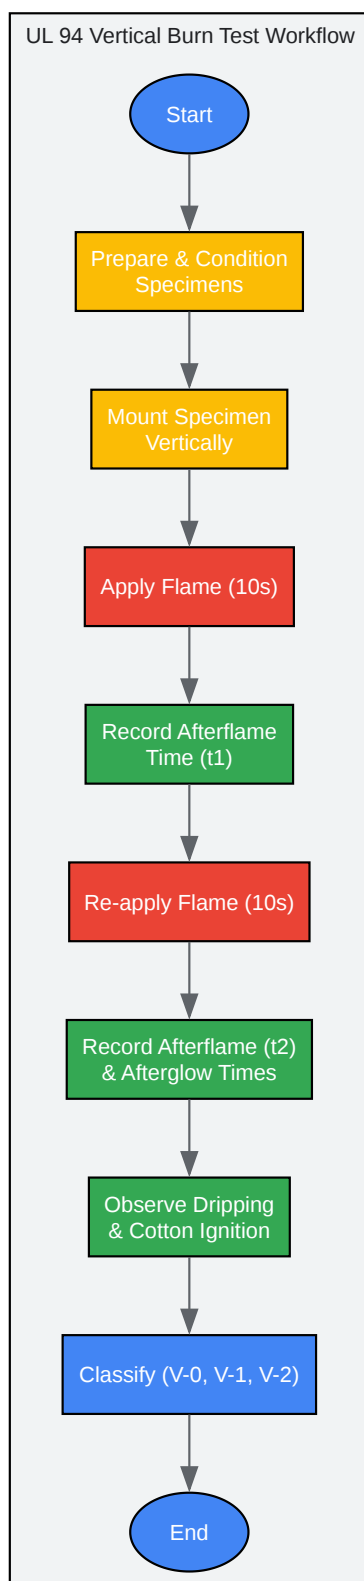 UL 94 Vertical Burn Test Workflow
Start
Prepare & Condition
Specimens
Mount Specimen
Vertically
Apply Flame (10s)
Record Afterflame
Time (t1)
Re-apply Flame (10s)
Record Afterflame (t2)
& Afterglow Times
Observe Dripping
& Cotton Ignition
Classify (V-0, V-1, V-2)
End